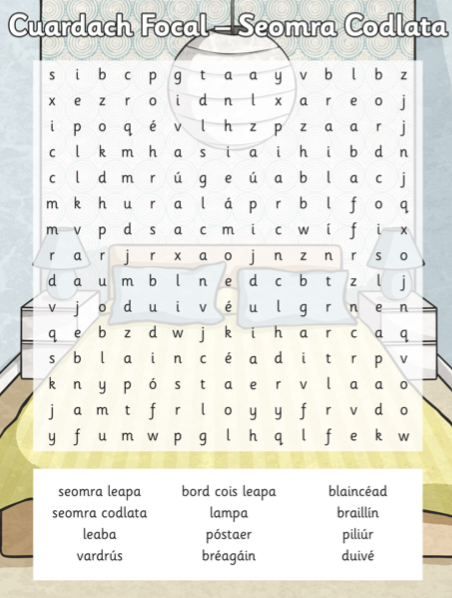 Cuardach Focal – Seomra Codlata
s i b c p g t a a y v b l b z
x e z r o i d n l x a r e o j
i p o q é v l h z p z a a r j
c l k m h a s i a i h i b d n
c l d m r ú g e ú a b l a c j
m k h u r a l á p r b l f o q
m v p d s a c m i c w í f i x
r a r j r x a o j n z n r s o
d a u m b l n e d c b t z l j
v j o d u i v é u l g r n e n
q e b z d w j k i h a r c a q
s b l a i n c é a d i t r p v
k n y p ó s t a e r v l a a o
j a m t f r l o y y f r v d o
y f u m w p g l h q l f e k w
seomra leapa bord cois leapa blaincéad
seomra codlata lampa braillín
leaba póstaer piliúr
vardrús bréagáin duivé